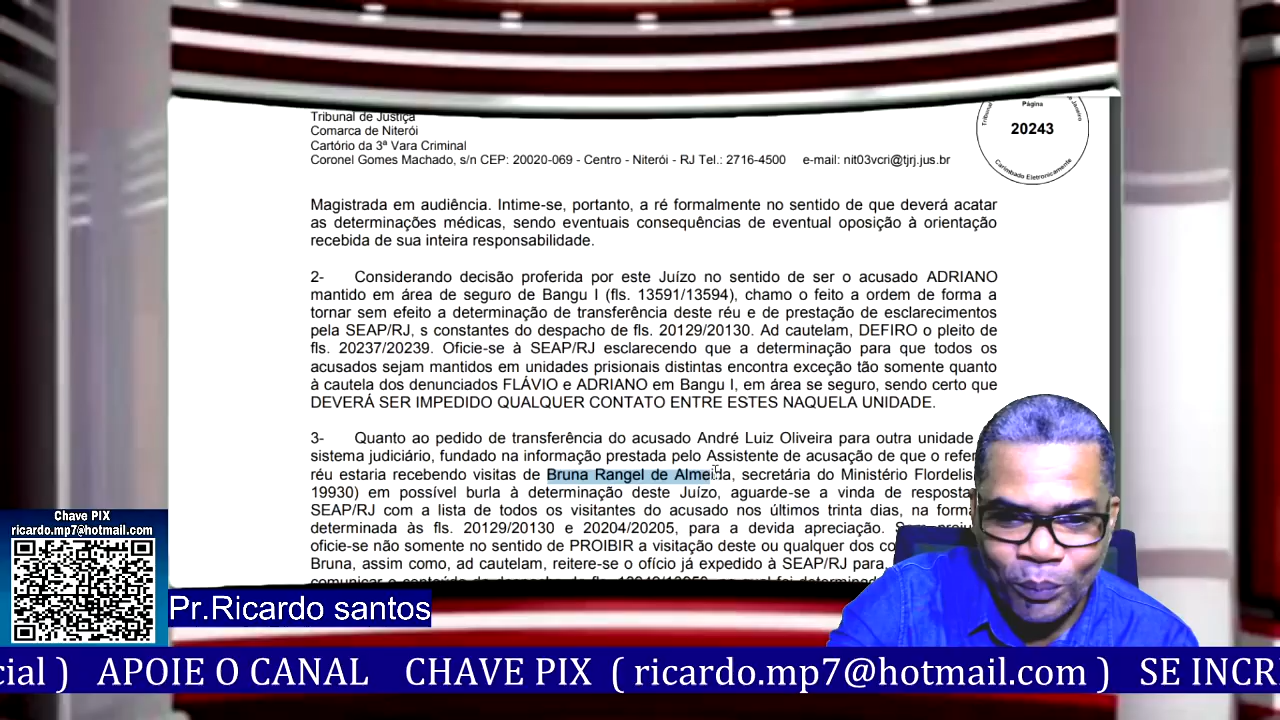 Tribunal de Justiça
Comarca de Niterói
Cartório da 3ª Vara Criminal
Coronel Gomes Machado, s/n CEP: 20020-069 - Centro - Niterói - RJ Tel.: 2716-4500 e-mail: nit03vcri@tjrj.jus.br
Página
20243
Carimbado Eletronicamente
Magistrada em audiência. Intime-se, portanto, a ré formalmente no sentido de que deverá acatar
as determinações médicas, sendo eventuais consequências de eventual oposição à orientação
recebida de sua inteira responsabilidade.
2- Considerando decisão proferida por este Juízo no sentido de ser o acusado ADRIANO
mantido em área de seguro de Bangu I (fls. 13591/13594), chamo o feito a ordem de forma a
tornar sem efeito a determinação de transferência deste réu e de prestação de esclarecimentos
pela SEAP/RJ, s constantes do despacho de fls. 20129/20130. Ad cautelam, DEFIRO o pleito de
fls. 20237/20239. Oficie-se à SEAP/RJ esclarecendo que a determinação para que todos os
acusados sejam mantidos em unidades prisionais distintas encontra exceção tão somente quanto
à cautela dos denunciados FLÁVIO e ADRIANO em Bangu I, em área se seguro, sendo certo que
DEVERÁ SER IMPEDIDO QUALQUER CONTATO ENTRE ESTES NAQUELA UNIDADE.
3- Quanto ao pedido de transferência do acusado André Luiz Oliveira para outra unidade
sistema judiciário, fundado na informação prestada pelo Assistente de acusação de que o refer
réu estaria recebendo visitas de Bruna Rangel de Almeida, secretária do Ministério Flordelis
19930) em possível burla à determinação deste Juízo, aguarde-se a vinda de resposta
SEAP/RJ com a lista de todos os visitantes do acusado nos últimos trinta dias, na forma
determinada às fls. 20129/20130 e 20204/20205, para a devida apreciação.
oficie-se não somente no sentido de PROIBIR a visitação deste ou qualquer dos co
Bruna, assim como, ad cautelam, reitere-se o ofício já expedido à SEAP/RJ para,
Chave PIX
ricardo.mp7@hotmail.com
Pr.Ricardo santos
cial ) APOIE O CANAL CHAVE PIX ( ricardo.mp7@hotmail.com ) SE INCR